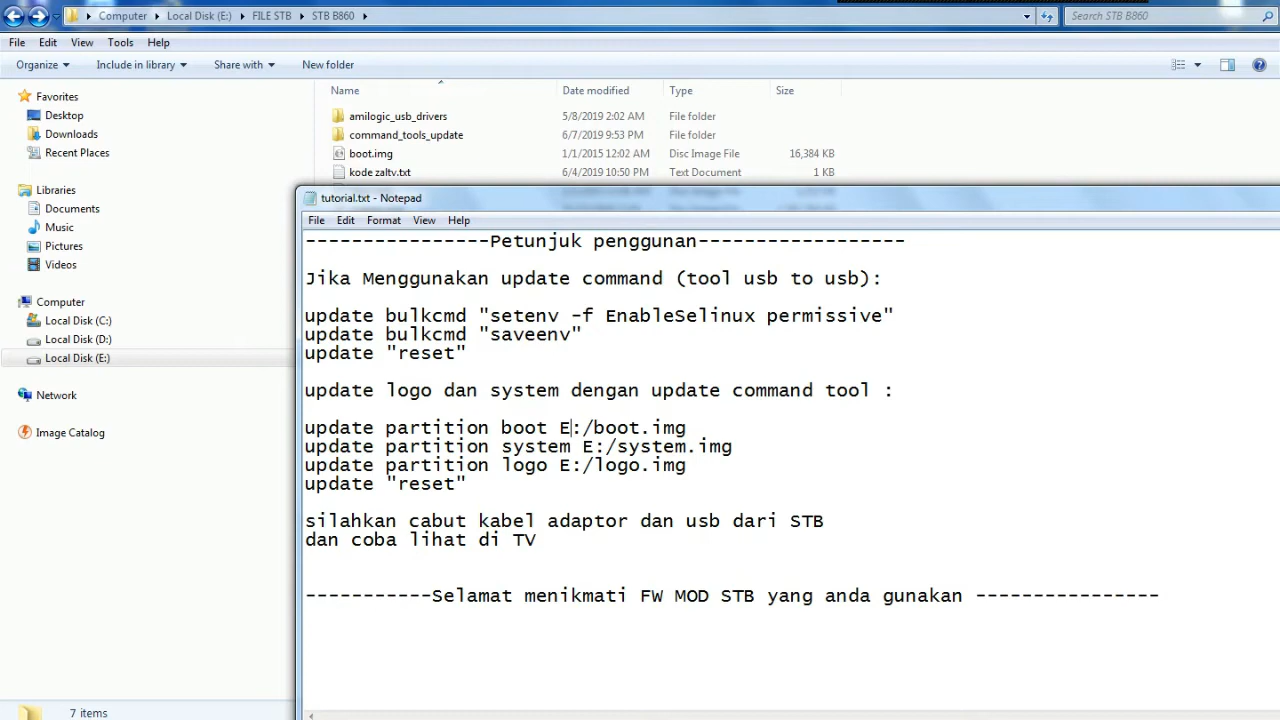 Computer ▸ Local Disk (E:) ▸ FILE STB ▸ STB B860 ▸
Search STB B860
File Edit View Tools Help
Organize Include in library Share with New folder
Name Date modified Type Size
Favorites
Desktop
Downloads
Recent Places
Libraries
Documents
Music
Pictures
Videos
Computer
Local Disk (C:)
Local Disk (D:)
Local Disk (E:)
Network
Image Catalog
amilogic_usb_drivers 5/8/2019 2:02 AM File folder
command_tools_update 6/7/2019 9:53 PM File folder
boot.img 1/1/2015 12:02 AM Disc Image File 16,384 KB
kode zaltv.txt 6/4/2019 10:50 PM Text Document 1 KB
tutorial.txt - Notepad
File Edit Format View Help
----------------Petunjuk penggunan------------------
Jika Menggunakan update command (tool usb to usb):
update bulkcmd "setenv -f EnableSelinux permissive"
update bulkcmd "saveenv"
update "reset"
update logo dan system dengan update command tool :
update partition boot E:/boot.img
update partition system E:/system.img
update partition logo E:/logo.img
update "reset"
silahkan cabut kabel adaptor dan usb dari STB
dan coba lihat di TV
-----------Selamat menikmati FW MOD STB yang anda gunakan ----------------
7 items